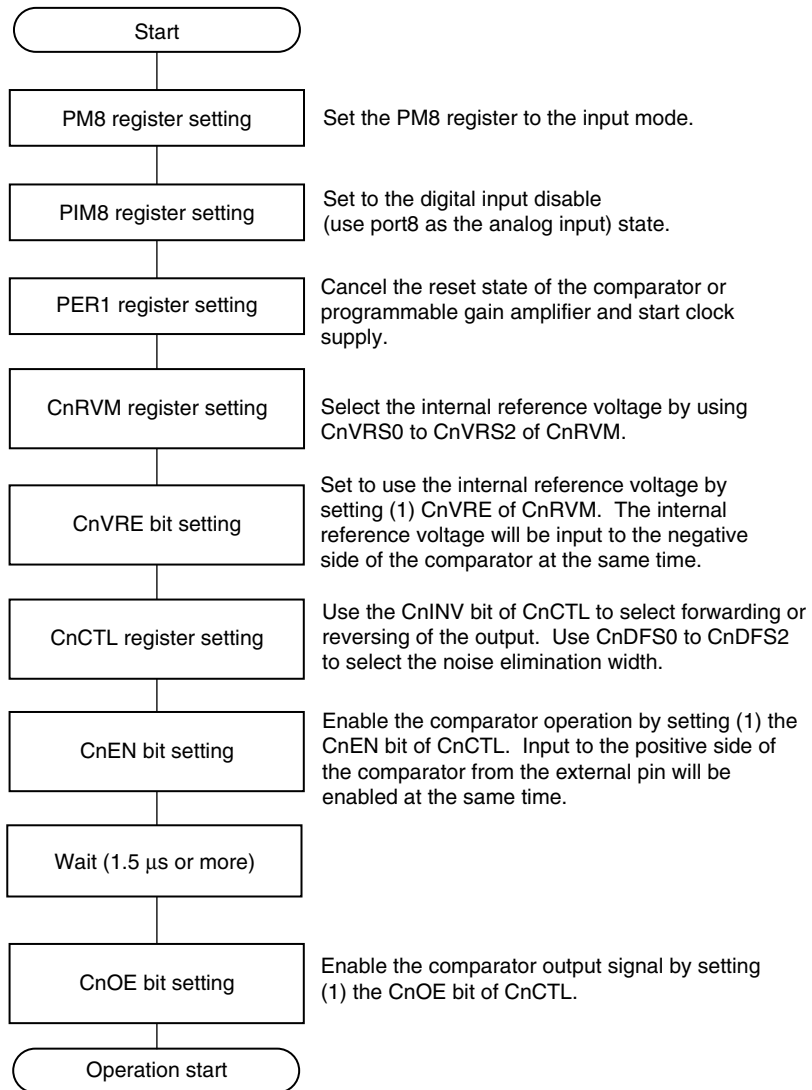 Start
PM8 register setting
Set the PM8 register to the input mode.
PIM8 register setting
Set to the digital input disable
(use port8 as the analog input) state.
PER1 register setting
Cancel the reset state of the comparator or
programmable gain amplifier and start clock
supply.
CnRVM register setting
Select the internal reference voltage by using
CnVRS0 to CnVRS2 of CnRVM.
CnVRE bit setting
Set to use the internal reference voltage by
setting (1) CnVRE of CnRVM.  The internal
reference voltage will be input to the negative
side of the comparator at the same time.
CnCTL register setting
Use the CnINV bit of CnCTL to select forwarding or
reversing of the output.  Use CnDFS0 to CnDFS2
to select the noise elimination width.
CnEN bit setting
Enable the comparator operation by setting (1) the
CnEN bit of CnCTL.  Input to the positive side of
the comparator from the external pin will be
enabled at the same time.
Wait (1.5 μs or more)
CnOE bit setting
Enable the comparator output signal by setting
(1) the CnOE bit of CnCTL.
Operation start